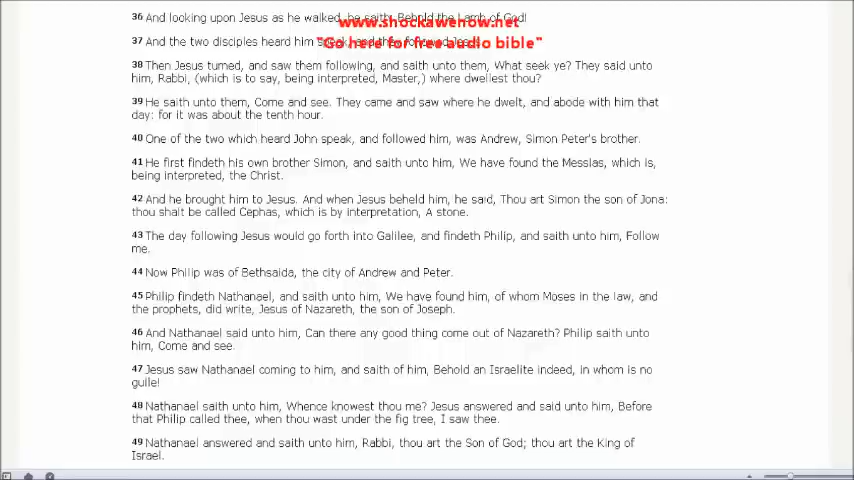 36 And looking upon Jesus as he walked, he saith, Behold the Lamb of God!
www.shockawenow.net
37 And the two disciples heard him speak, and they followed Jesus.
"Go here for free audio bible"
38 Then Jesus turned, and saw them following, and saith unto them, What seek ye? They said unto
him, Rabbi, (which is to say, being interpreted, Master,) where dwellest thou?
39 He saith unto them, Come and see. They came and saw where he dwelt, and abode with him that
day: for it was about the tenth hour.
40 One of the two which heard John speak, and followed him, was Andrew, Simon Peter's brother.
41 He first findeth his own brother Simon, and saith unto him, We have found the Messias, which is,
being interpreted, the Christ.
42 And he brought him to Jesus. And when Jesus beheld him, he said, Thou art Simon the son of Jona:
thou shalt be called Cephas, which is by interpretation, A stone.
43 The day following Jesus would go forth into Galilee, and findeth Philip, and saith unto him, Follow
me.
44 Now Philip was of Bethsaida, the city of Andrew and Peter.
45 Philip findeth Nathanael, and saith unto him, We have found him, of whom Moses in the law, and
the prophets, did write, Jesus of Nazareth, the son of Joseph.
46 And Nathanael said unto him, Can there any good thing come out of Nazareth? Philip saith unto
him, Come and see.
47 Jesus saw Nathanael coming to him, and saith of him, Behold an Israelite indeed, in whom is no
guile!
48 Nathanael saith unto him, Whence knowest thou me? Jesus answered and said unto him, Before
that Philip called thee, when thou wast under the fig tree, I saw thee.
49 Nathanael answered and saith unto him, Rabbi, thou art the Son of God; thou art the King of
Israel.